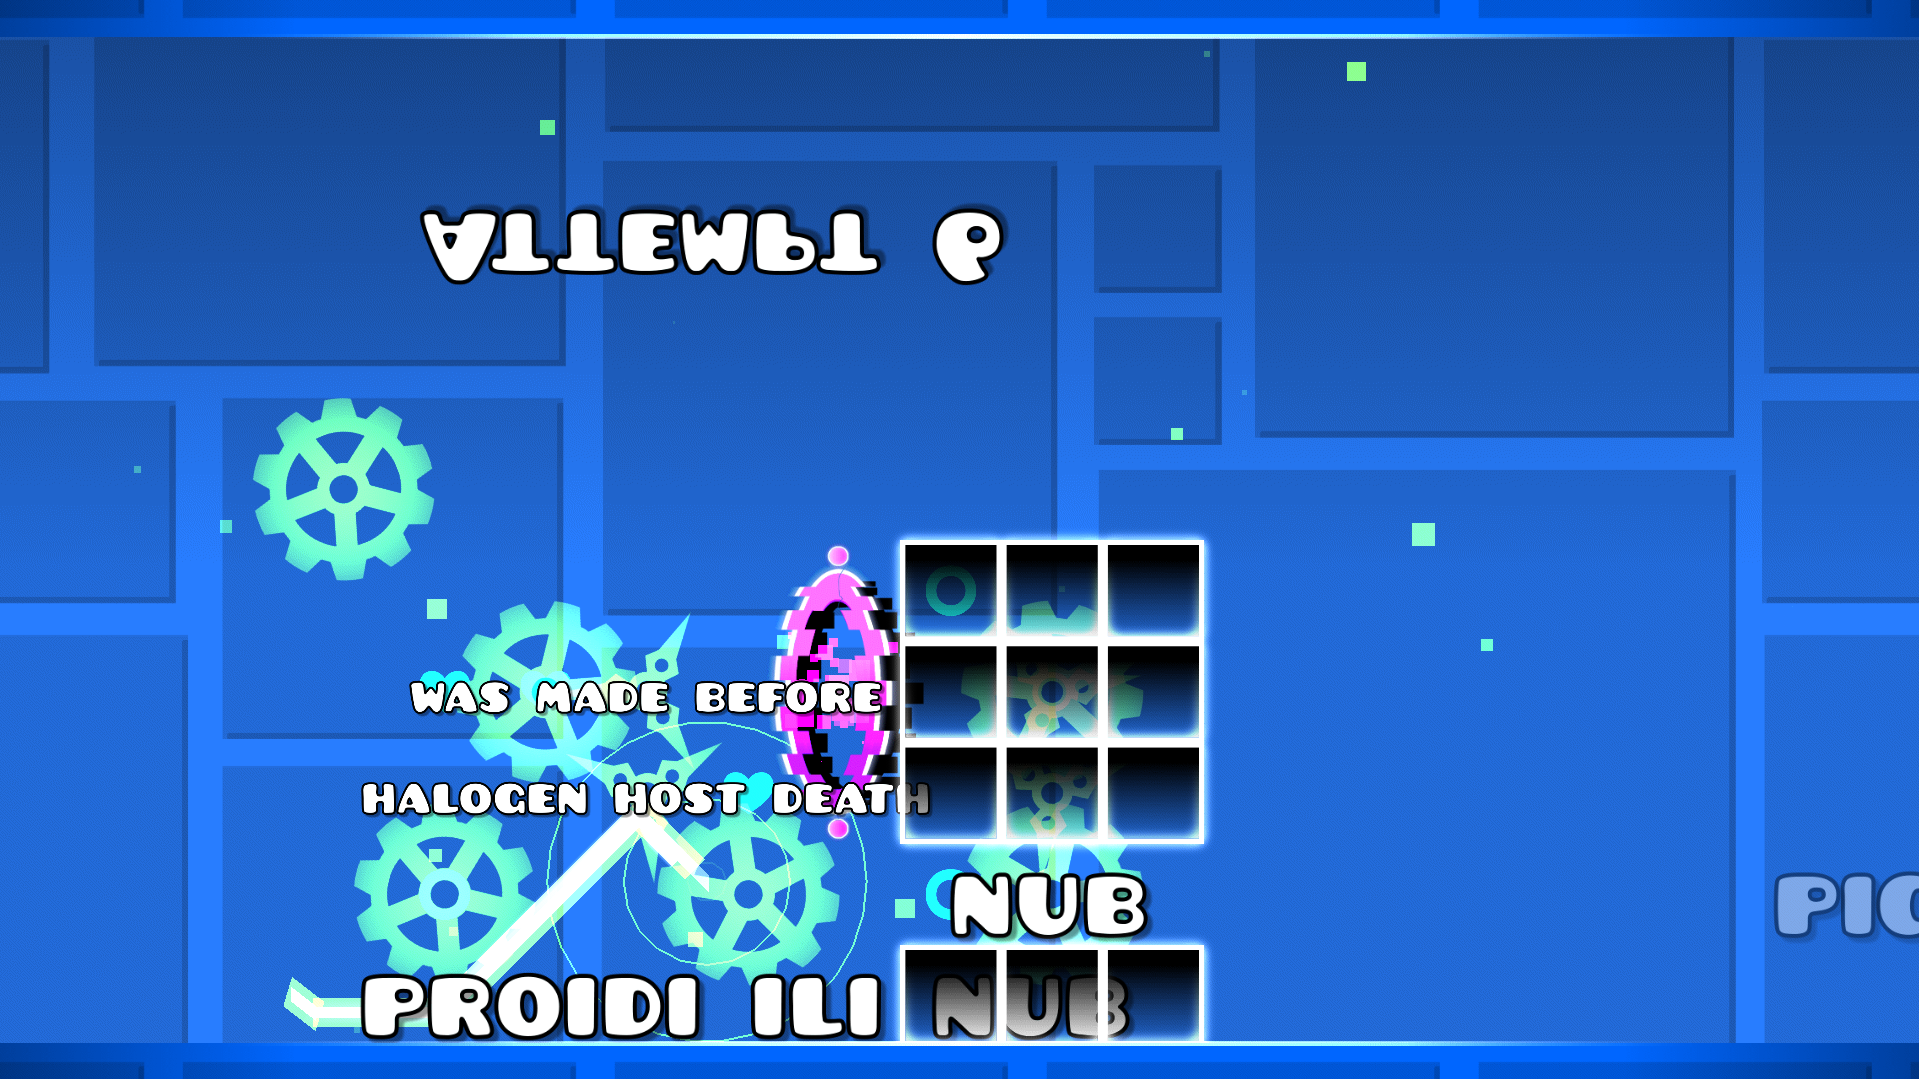 ATTEMPT 6
WAS MADE BEFORE
HALOGEN HOST DEATH
NUB
PROIDI ILI NUB